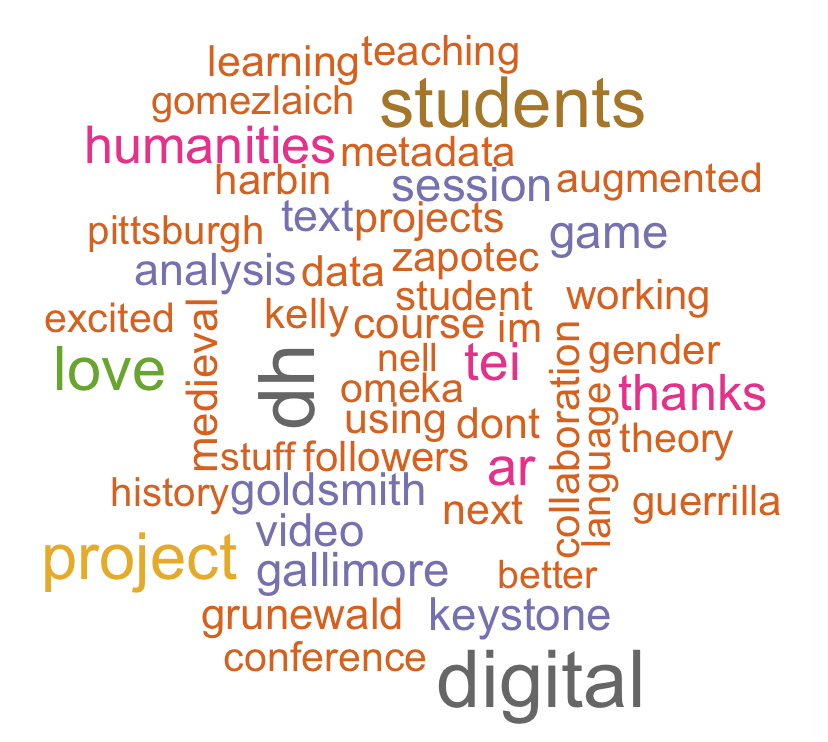 learning teaching
gomezlaich students
humanities metadata
harbin session augmented
pittsburgh text projects game
analysis data zapotec
student working
excited medieval kelly course im
love dh nell tei collaboration gender
omeka language thanks
using dont theory
stuff followers ar
history goldsmith next guerrilla
project video
gallimore better
grunewald keystone
conference digital